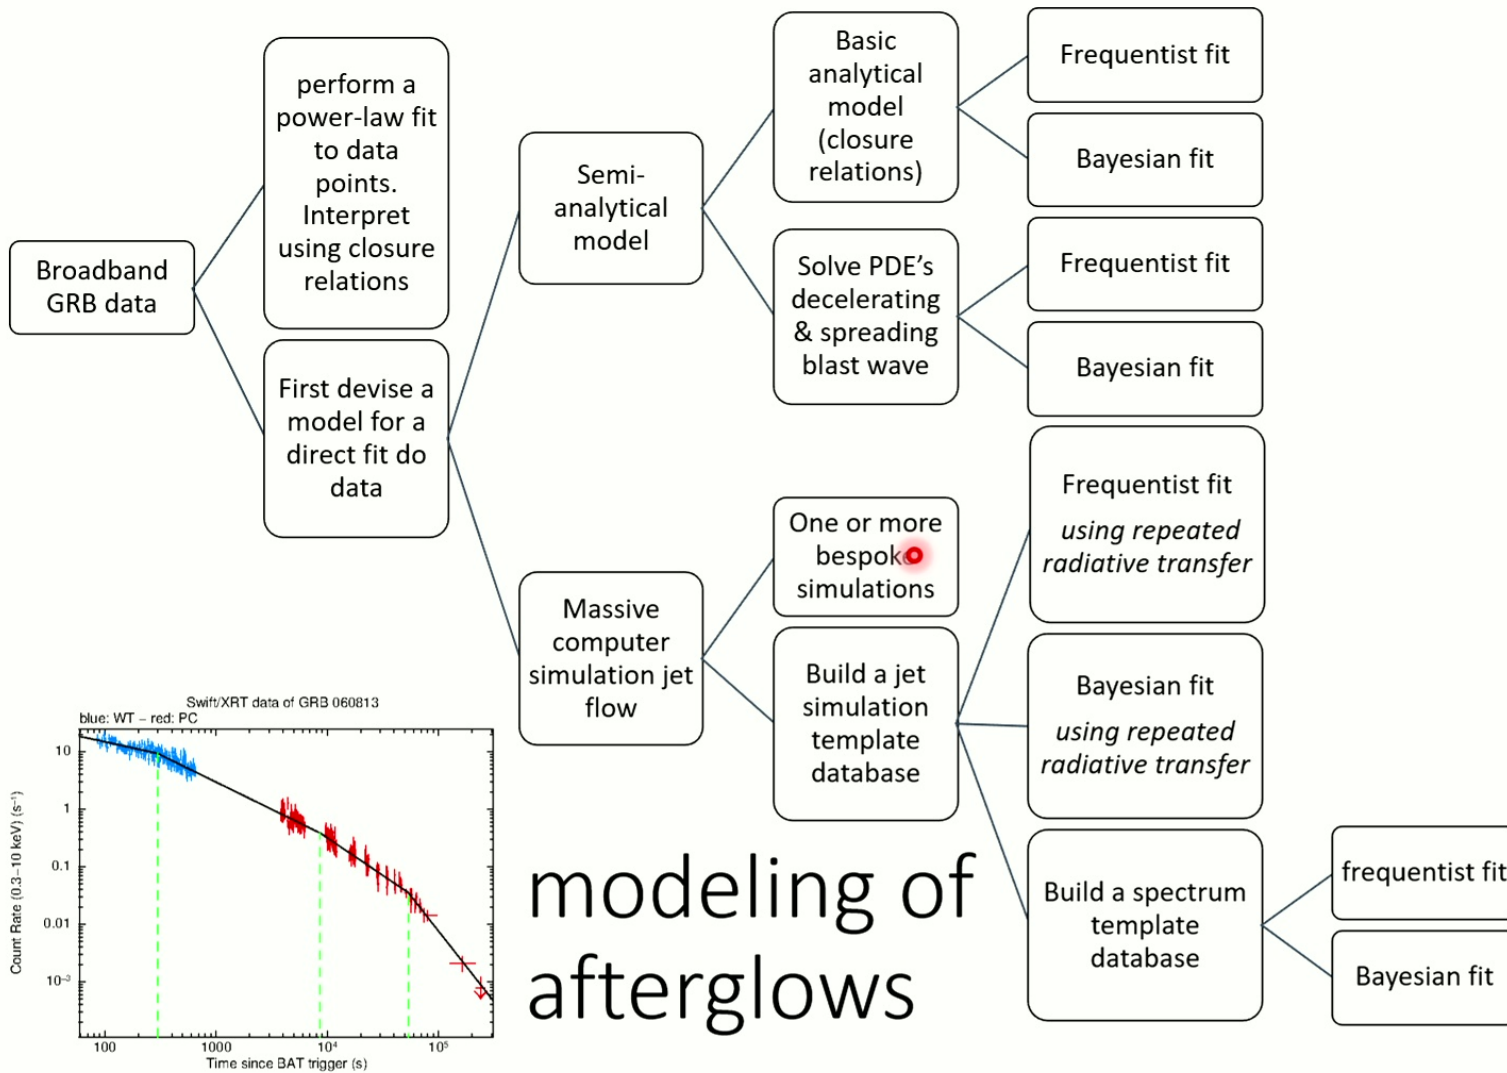 Broadband
GRB data
perform a
power-law fit
to data
points.
Interpret
using closure
relations
First devise a
model for a
direct fit do
data
Semi-
analytical
model
Massive
computer
simulation jet
flow
Basic
analytical
model
(closure
relations)
Solve PDE's
decelerating
& spreading
blast wave
One or more
bespoke
simulations
Build a jet
simulation
template
database
Frequentist fit
Bayesian fit
Frequentist fit
Bayesian fit
Frequentist fit
using repeated
radiative transfer
Bayesian fit
using repeated
radiative transfer
Build a spectrum
template
database
frequentist fit
Bayesian fit
modeling of
afterglows
Swift/XRT data of GRB 060813
blue: WT – red: PC
Count Rate (0.3–10 keV) (s⁻¹)
10
1
0.1
0.01
10⁻³
100
1000
10⁴
10⁵
Time since BAT trigger (s)